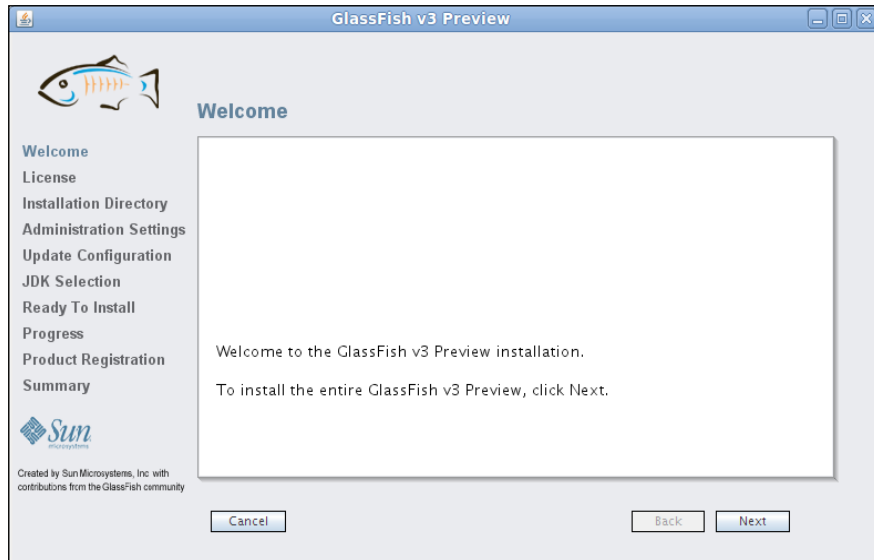 GlassFish v3 Preview
Welcome
Welcome
License
Installation Directory
Administration Settings
Update Configuration
JDK Selection
Ready To Install
Progress
Product Registration
Summary
Sun
microsystems
Created by Sun Microsystems, Inc with
contributions from the GlassFish community
Welcome to the GlassFish v3 Preview installation.
To install the entire GlassFish v3 Preview, click Next.
Cancel
Back
Next